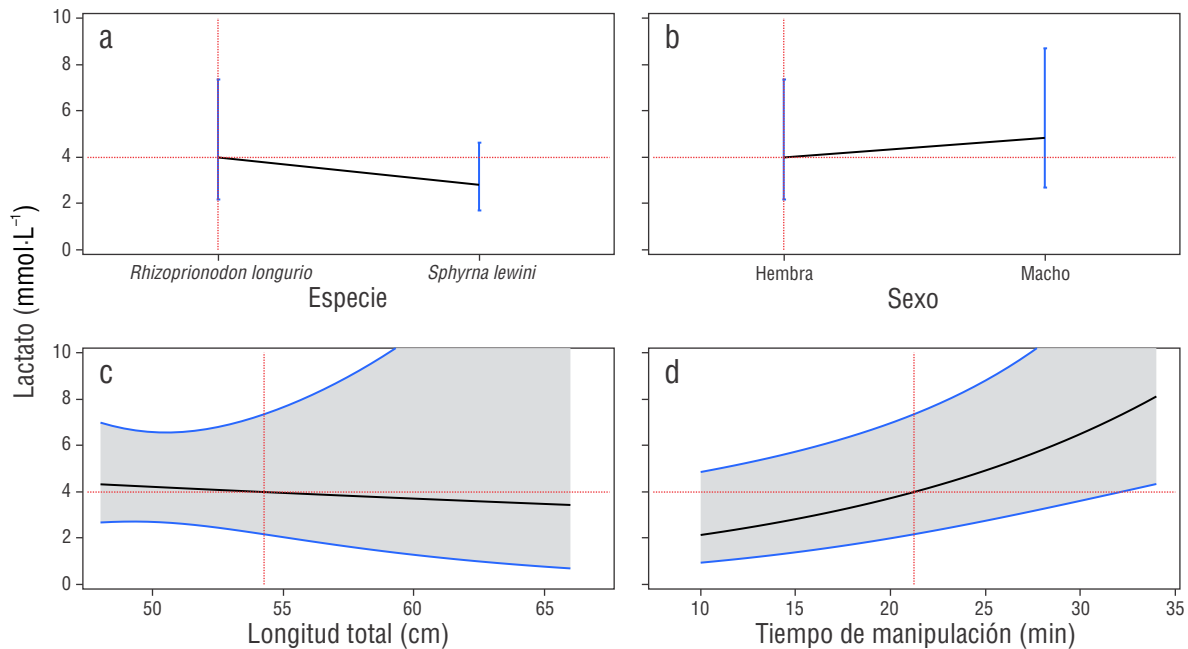 Lactato (mmol·L⁻¹)
a
10
8
6
4
2
0
Rhizoprionodon longurio
Sphyrna lewini
Especie
b
Hembra
Macho
Sexo
c
10
8
6
4
2
0
50
55
60
65
Longitud total (cm)
d
10
15
20
25
30
35
Tiempo de manipulación (min)